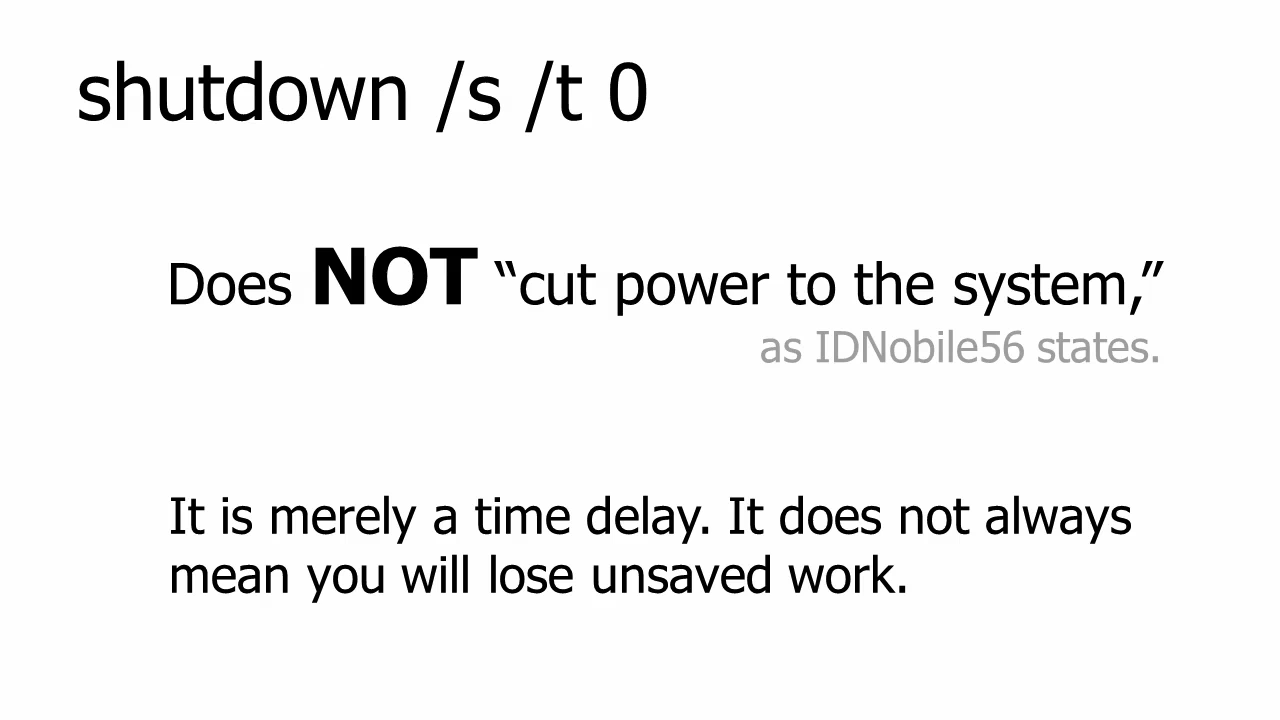 shutdown /s /t 0
Does NOT “cut power to the system,”
as IDNobile56 states.
It is merely a time delay. It does not always
mean you will lose unsaved work.